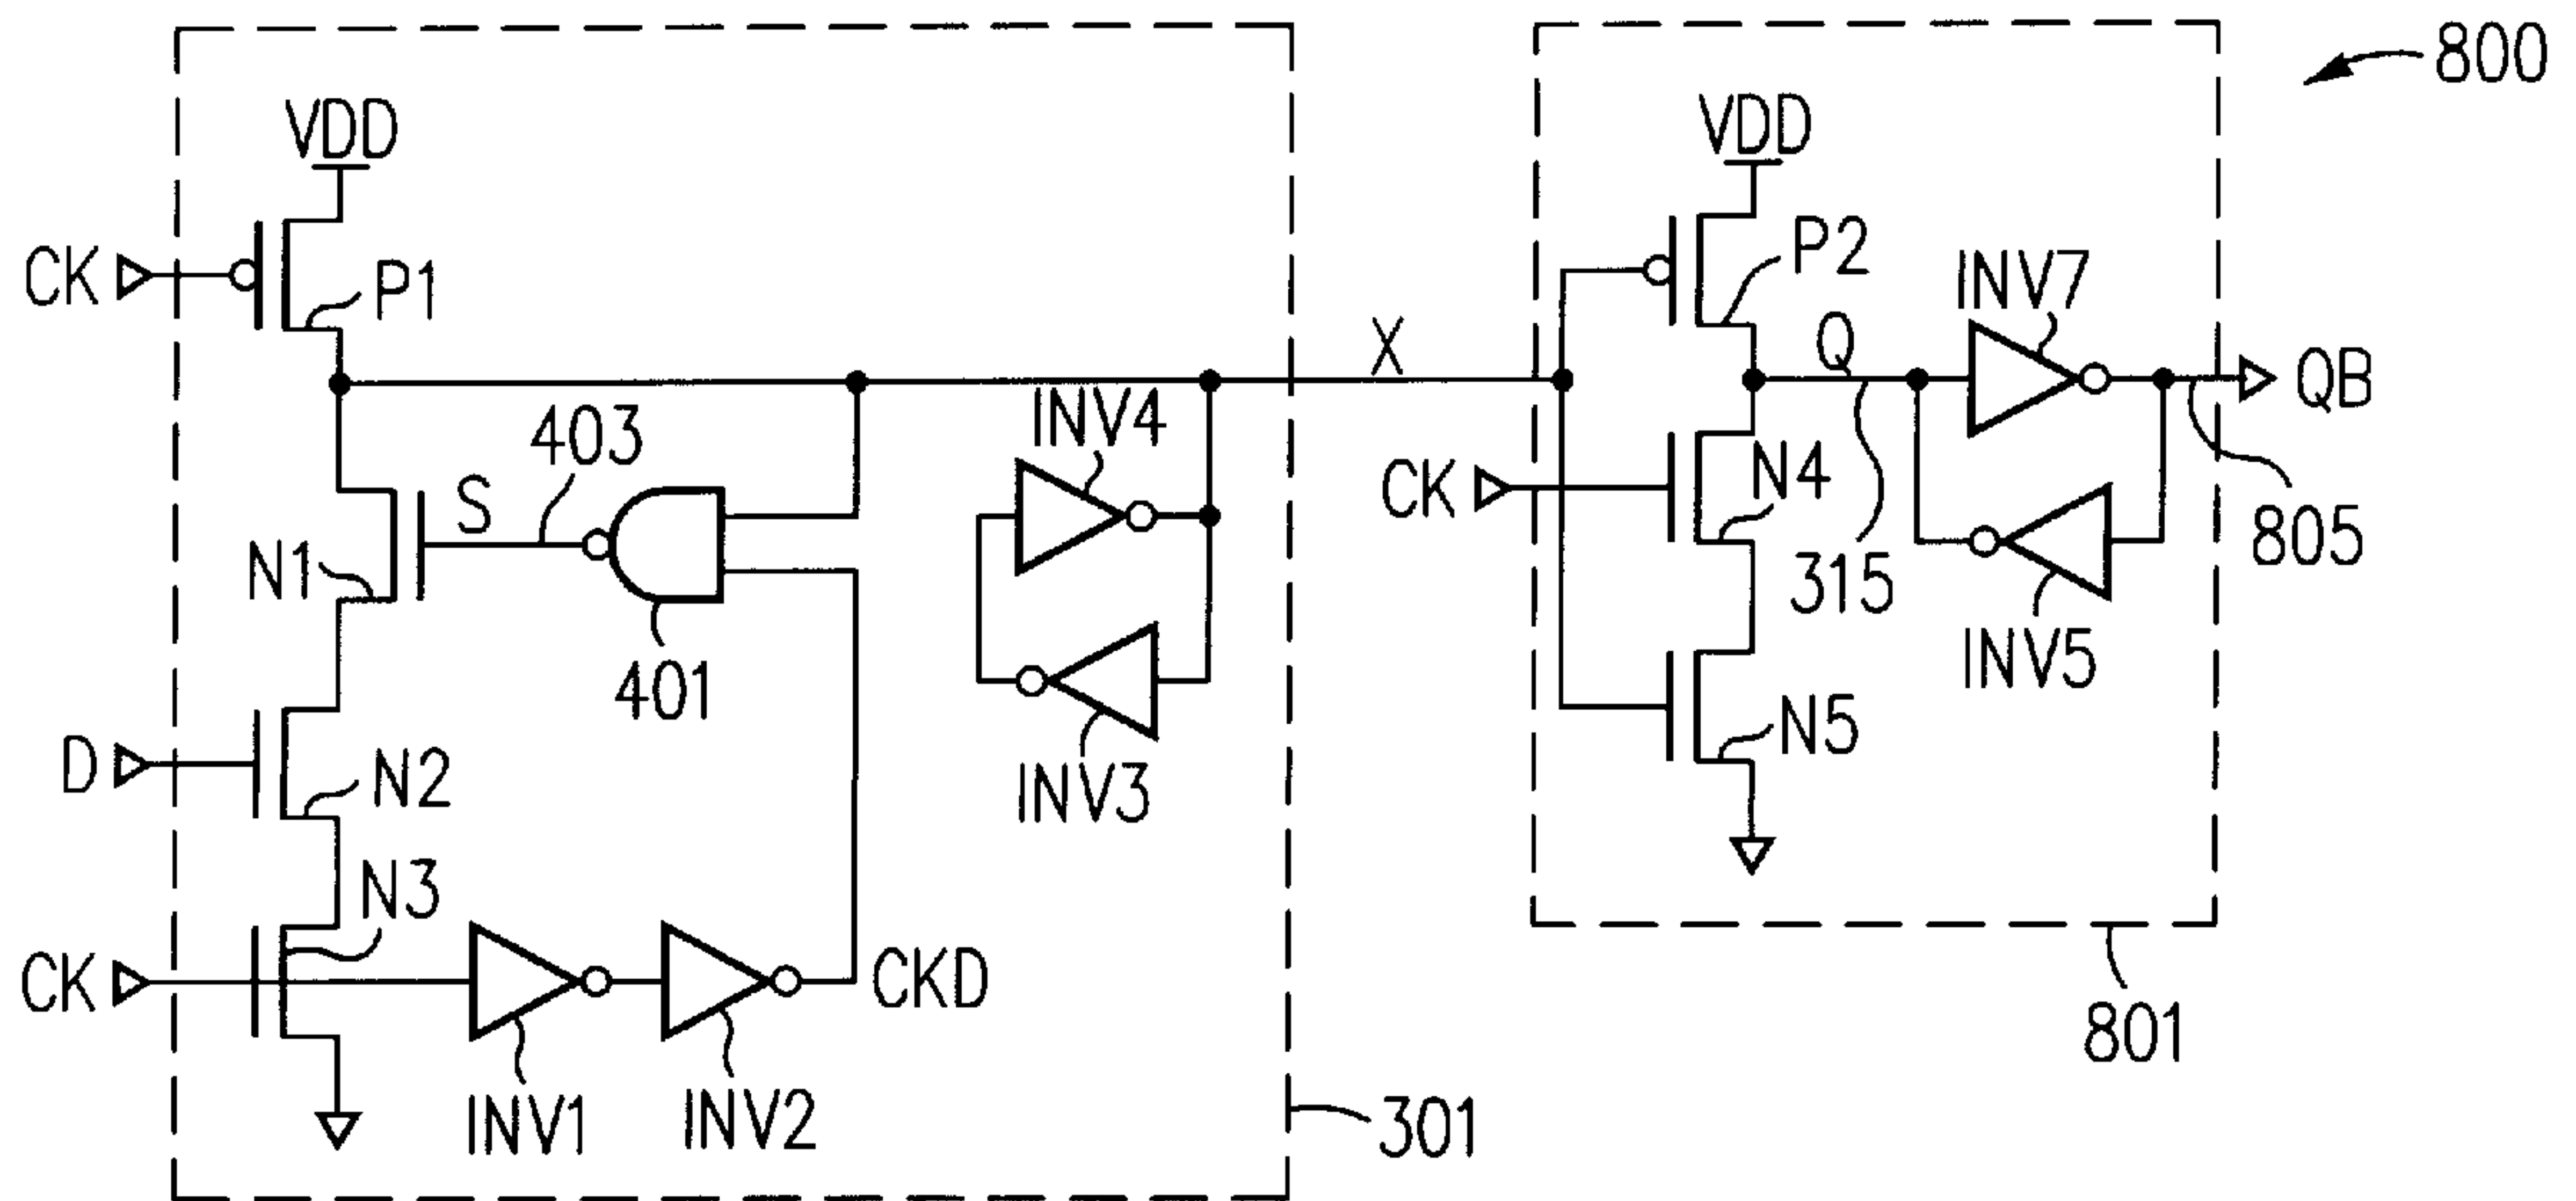 800
VDD
VDD
CK
P1
P2
INV7
X
Q
QB
403
INV4
S
CK
N4
N1
315
805
401
INV5
D
N2
INV3
N5
N3
CK
CKD
801
INV1
INV2
301